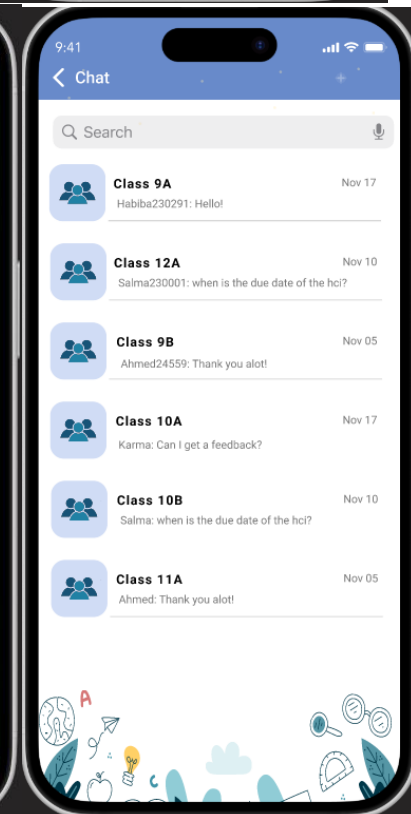 9:41
Chat
Search
Class 9A
Nov 17
Habiba230291: Hello!
Class 12A
Nov 10
Salma230001: when is the due date of the hci?
Class 9B
Nov 05
Ahmed24559: Thank you alot!
Class 10A
Nov 17
Karma: Can I get a feedback?
Class 10B
Nov 10
Salma: when is the due date of the hci?
Class 11A
Nov 05
Ahmed: Thank you alot!
A
C